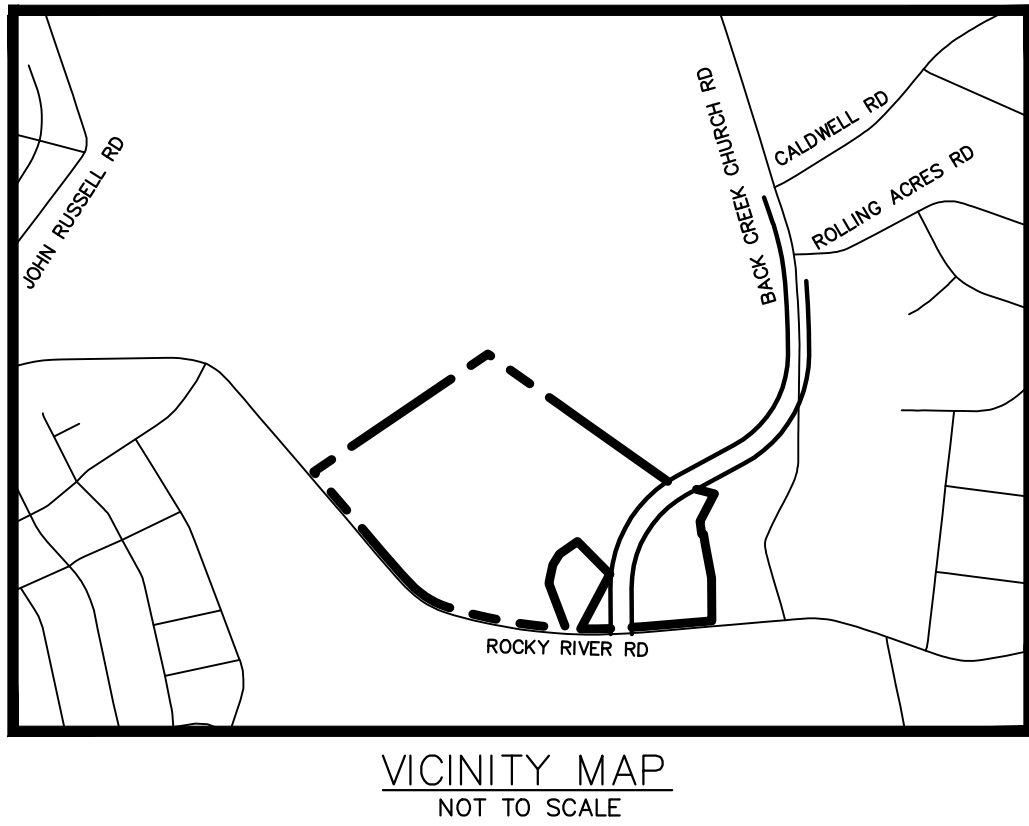 BACK CREEK CHURCH RD
CALDWELL RD
JOHN RUSSELL RD
ROLLING ACRES RD
ROCKY RIVER RD
VICINITY MAP
NOT TO SCALE